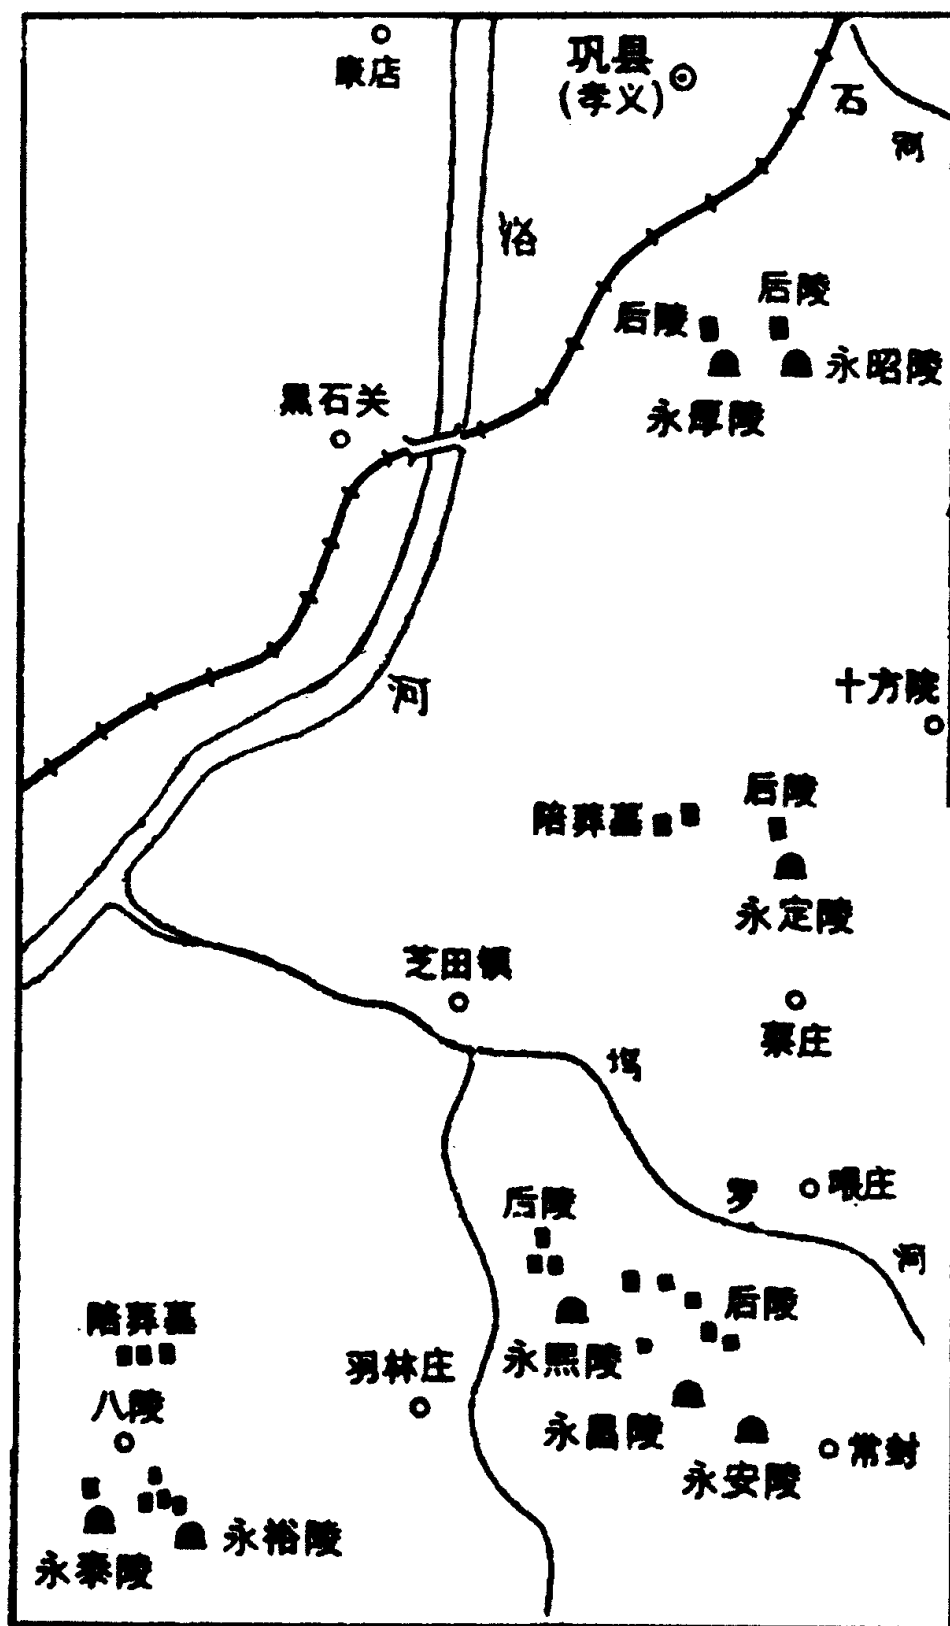 康店
巩县
(孝义)
石
河
洛
后陵
后陵
永昭陵
永厚陵
黑石关
河
十方院
陪葬墓
后陵
永定陵
芝田镇
蔡庄
坞
罗
喂庄
河
后陵
后陵
永熙陵
永昌陵
永安陵
常封
羽林庄
陪葬墓
八陵
永裕陵
永泰陵